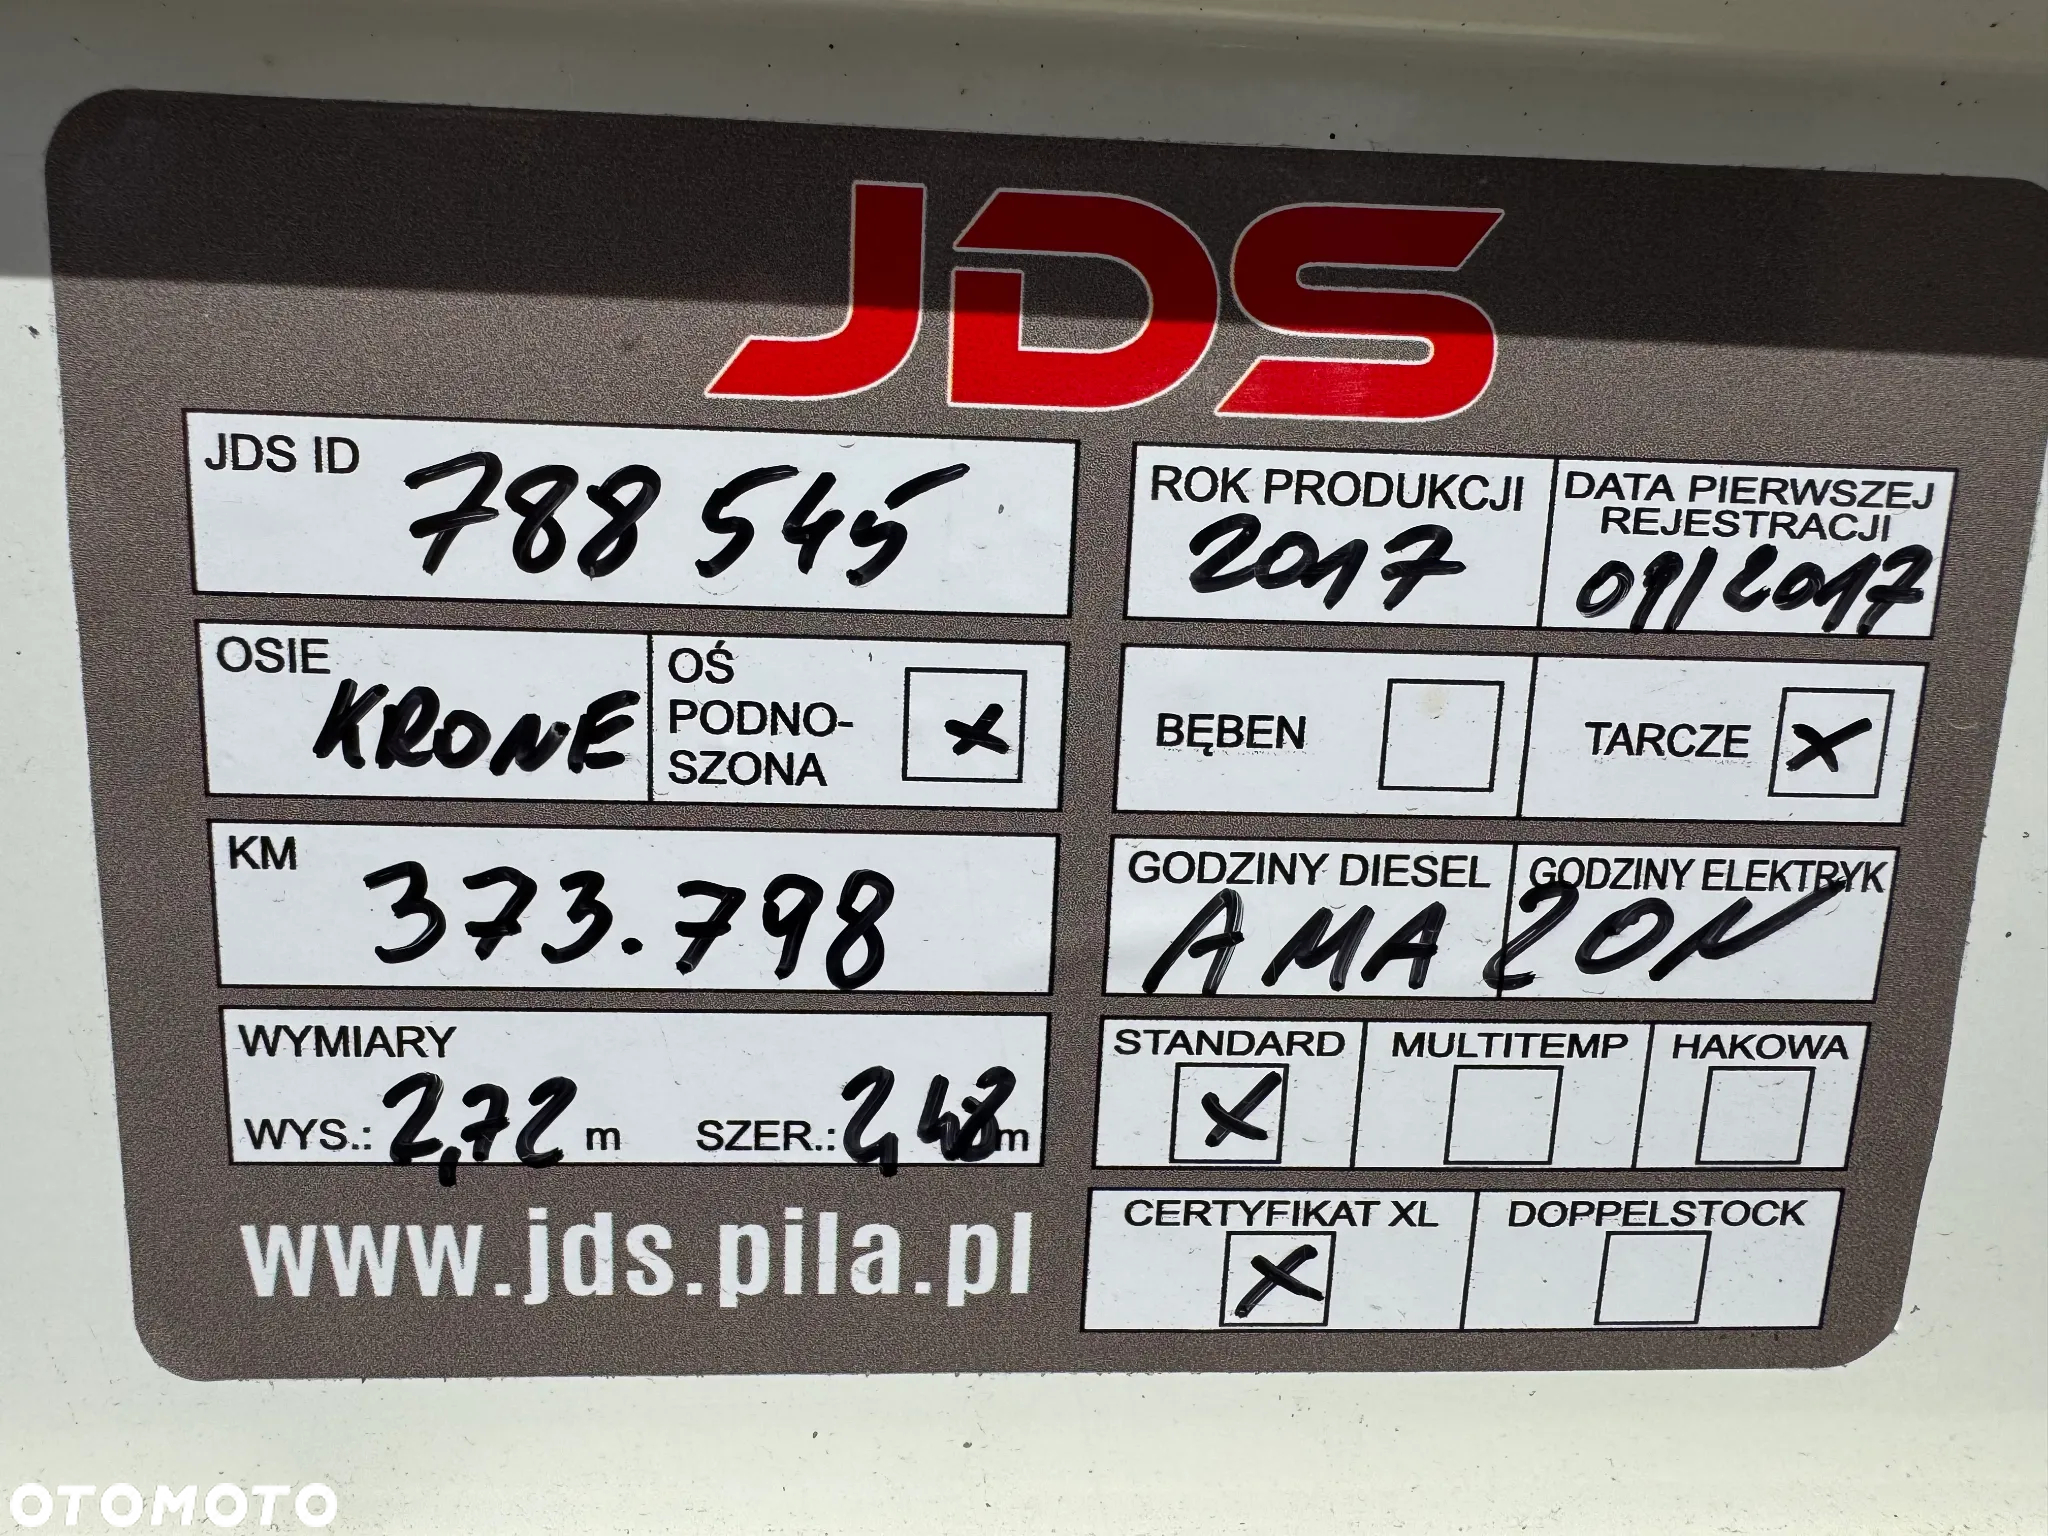 JDS
JDS ID 788 545
ROK PRODUKCJI
2017
DATA PIERWSZEJ
REJESTRACJI
09/2017
OSIE
KRONE
OŚ
PODNO-
SZONA
X
BĘBEN
TARCZE X
KM
373.798
GODZINY DIESEL
GODZINY ELEKTRYK
AMAZON
WYMIARY
WYS.: 2,72 m SZER.: 2,48 m
STANDARD
X
MULTITEMP
HAKOWA
www.jds.pila.pl
CERTYFIKAT XL
X
DOPPELSTOCK
OTOMOTO